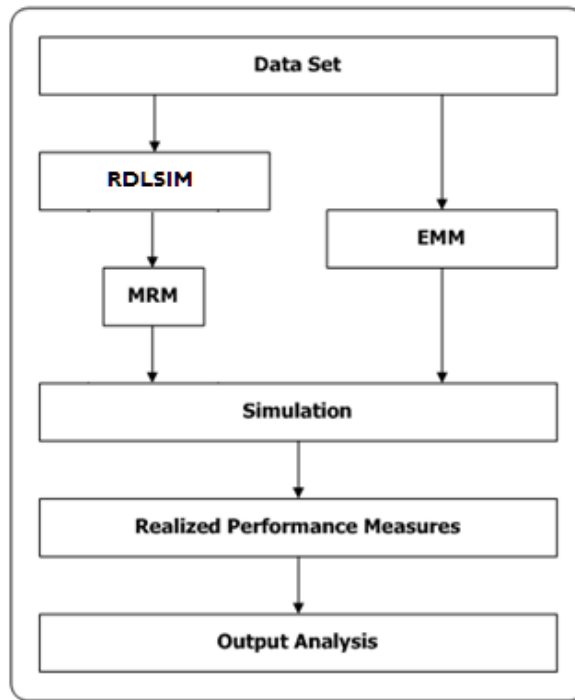 Data Set
RDLSIM
EMM
MRM
Simulation
Realized Performance Measures
Output Analysis